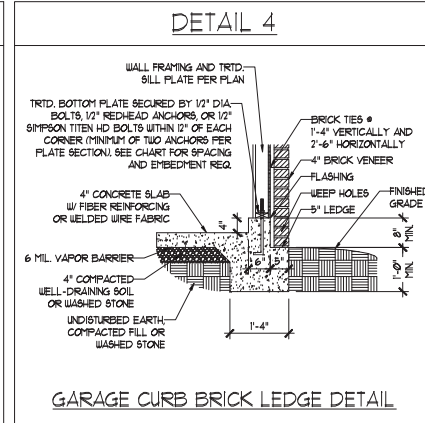 DETAIL 4
WALL FRAMING AND TRTD.
SILL PLATE PER PLAN
TRTD. BOTTOM PLATE SECURED BY 1/2" DIA
BOLTS, 1/2" REDHEAD ANCHORS, OR 1/2"
SIMPSON TITEN HD BOLTS WITHIN 12" OF EACH
CORNER (MINIMUM OF TWO ANCHORS PER
PLATE SECTION). SEE CHART FOR SPACING
AND EMBEDMENT REQ.
BRICK TIES @
1'-4" VERTICALLY AND
2'-6" HORIZONTALLY
4" BRICK VENEER
FLASHING
WEEP HOLES
5" LEDGE
FINISHED
GRADE
4" CONCRETE SLAB
W/ FIBER REINFORCING
OR WELDED WIRE FABRIC
4"
6 MIL. VAPOR BARRIER
4" COMPACTED
WELL-DRAINING SOIL
OR WASHED STONE
UNDISTURBED EARTH,
COMPACTED FILL OR
WASHED STONE
6"
5"
8"
MIN.
1'-0"
MIN.
1'-4"
GARAGE CURB BRICK LEDGE DETAIL